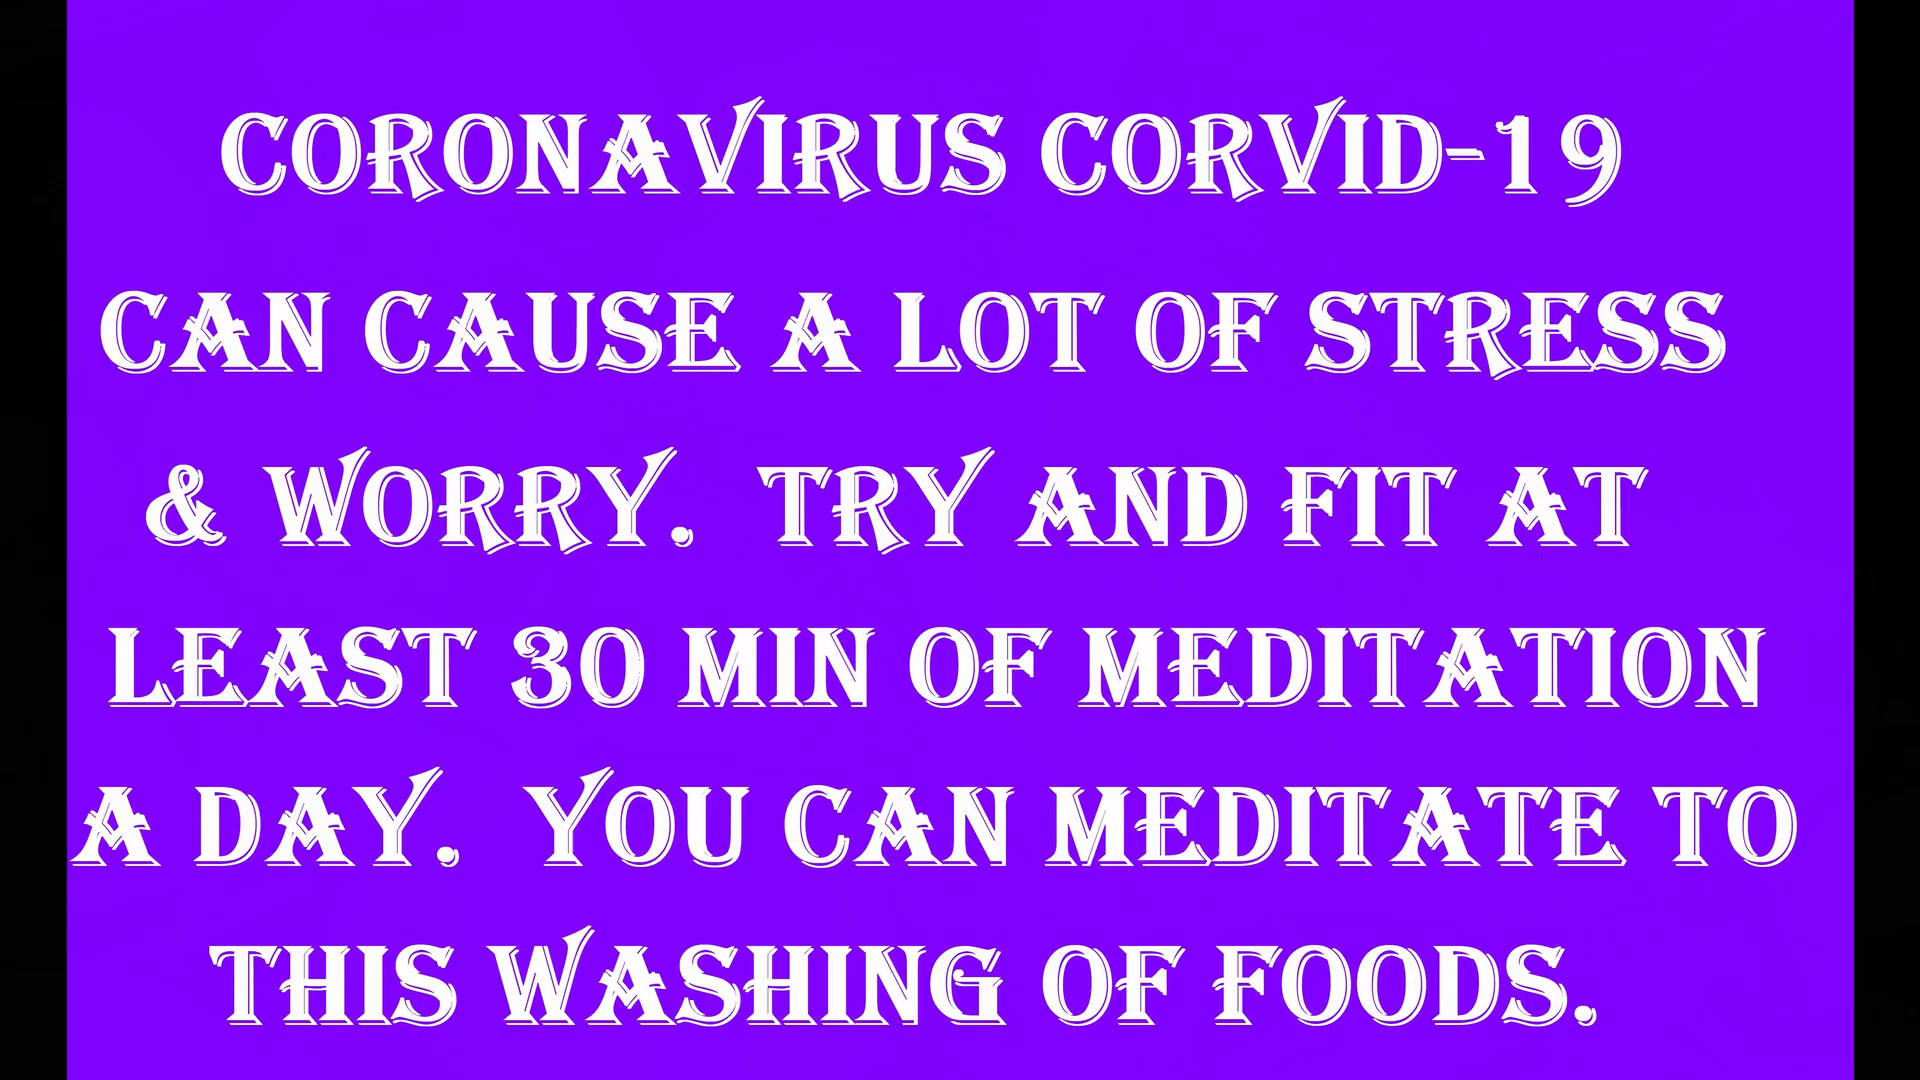 CORONAVIRUS CORVID-19
CAN CAUSE A LOT OF STRESS
& WORRY. TRY AND FIT AT
LEAST 30 MIN OF MEDITATION
A DAY. YOU CAN MEDITATE TO
THIS WASHING OF FOODS.